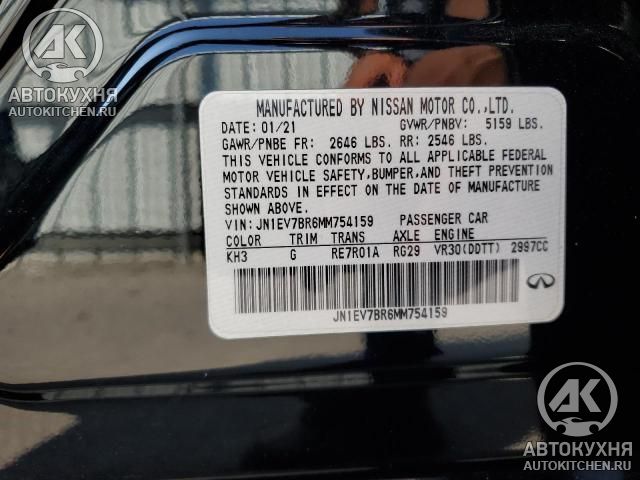 AK
АВТОКУХНЯ
AUTOKITCHEN.RU
MANUFACTURED BY NISSAN MOTOR CO.,LTD.
DATE: 01/21 GVWR/PNBV: 5159 LBS.
GAWR/PNBE FR: 2646 LBS. RR: 2546 LBS.
THIS VEHICLE CONFORMS TO ALL APPLICABLE FEDERAL
MOTOR VEHICLE SAFETY,BUMPER,AND THEFT PREVENTION
STANDARDS IN EFFECT ON THE DATE OF MANUFACTURE
SHOWN ABOVE.
VIN: JN1EV7BR6MM754159 PASSENGER CAR
COLOR TRIM TRANS AXLE ENGINE
KH3 G RE7R01A RG29 VR30(DDTT) 2997CC
JN1EV7BR6MM754159
AK
АВТОКУХНЯ
AUTOKITCHEN.RU